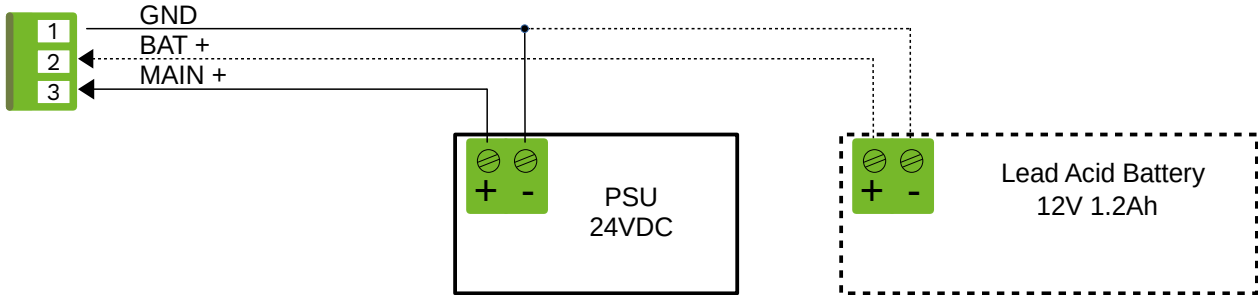 1
GND
2
BAT +
3
MAIN +
+ -
PSU
24VDC
+ -
Lead Acid Battery
12V 1.2Ah